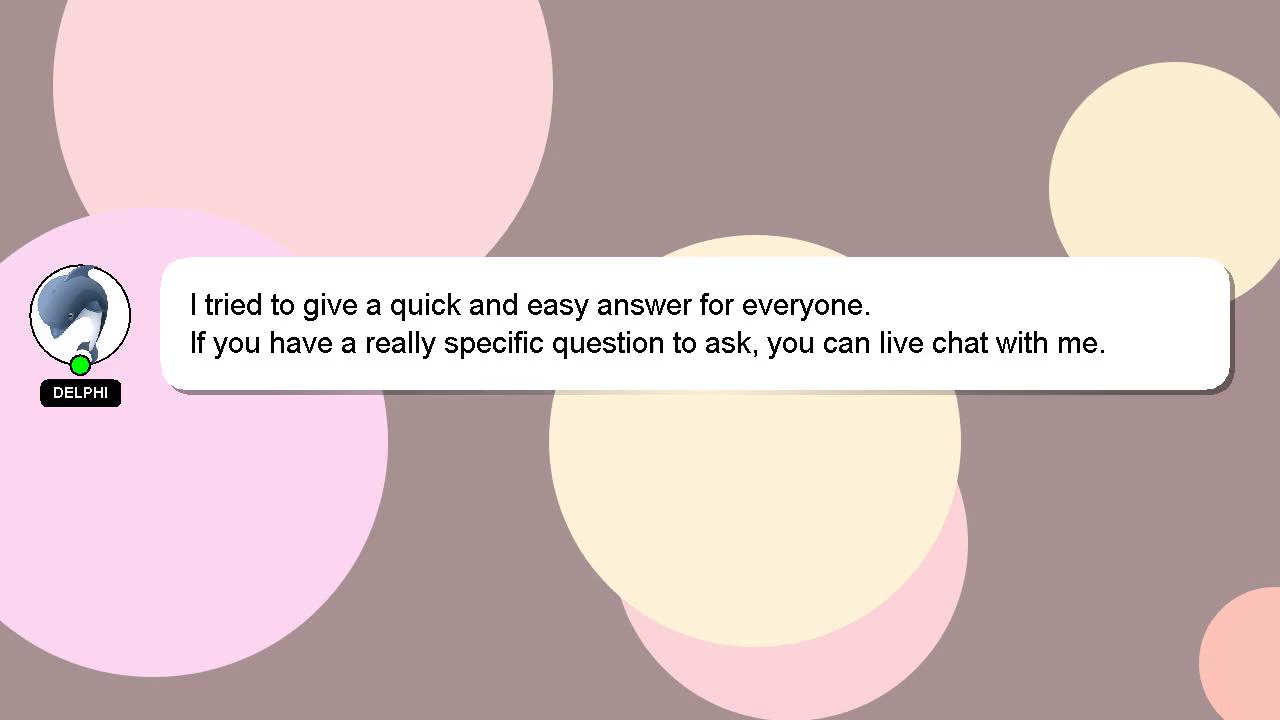 I tried to give a quick and easy answer for everyone.
If you have a really specific question to ask, you can live chat with me.
DELPHI